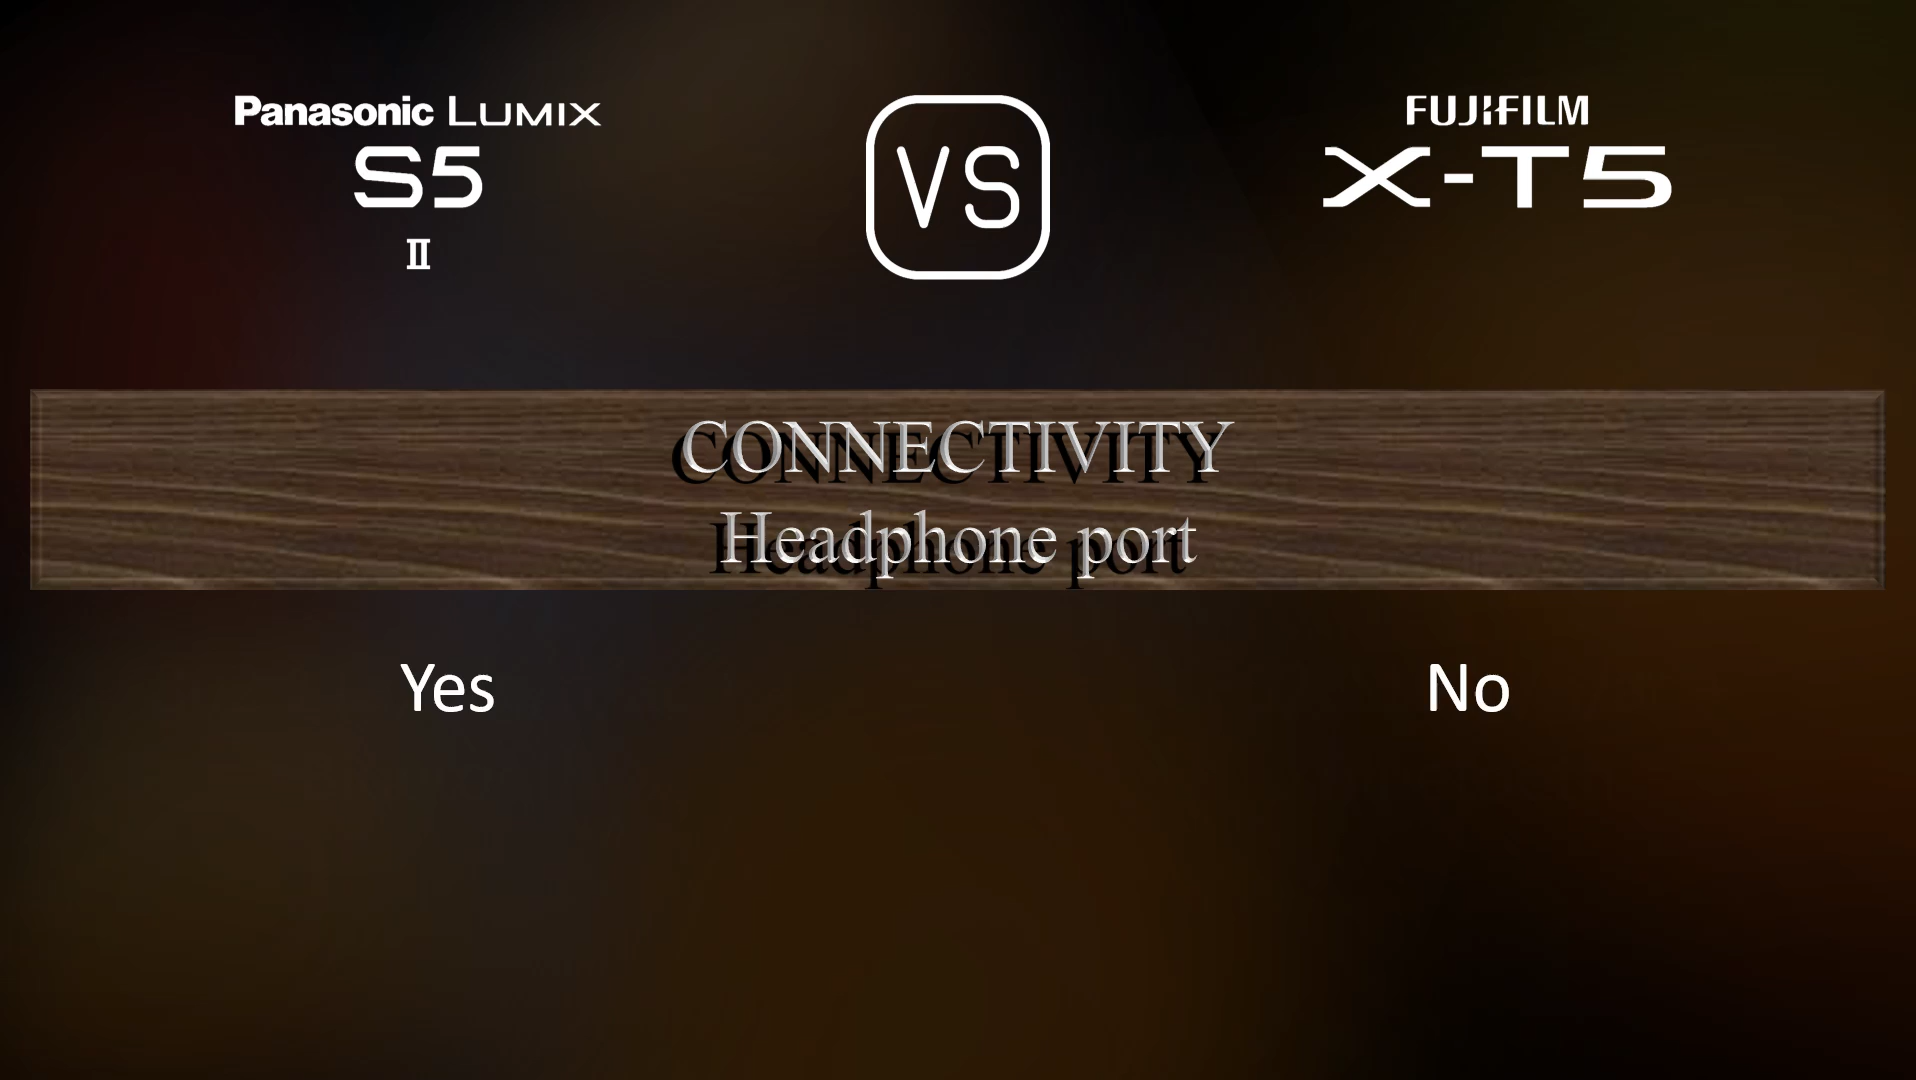 Panasonic LUMIX
S5
II
VS
FUJIFILM
X-T5
CONNECTIVITY
Headphone port
Yes
No